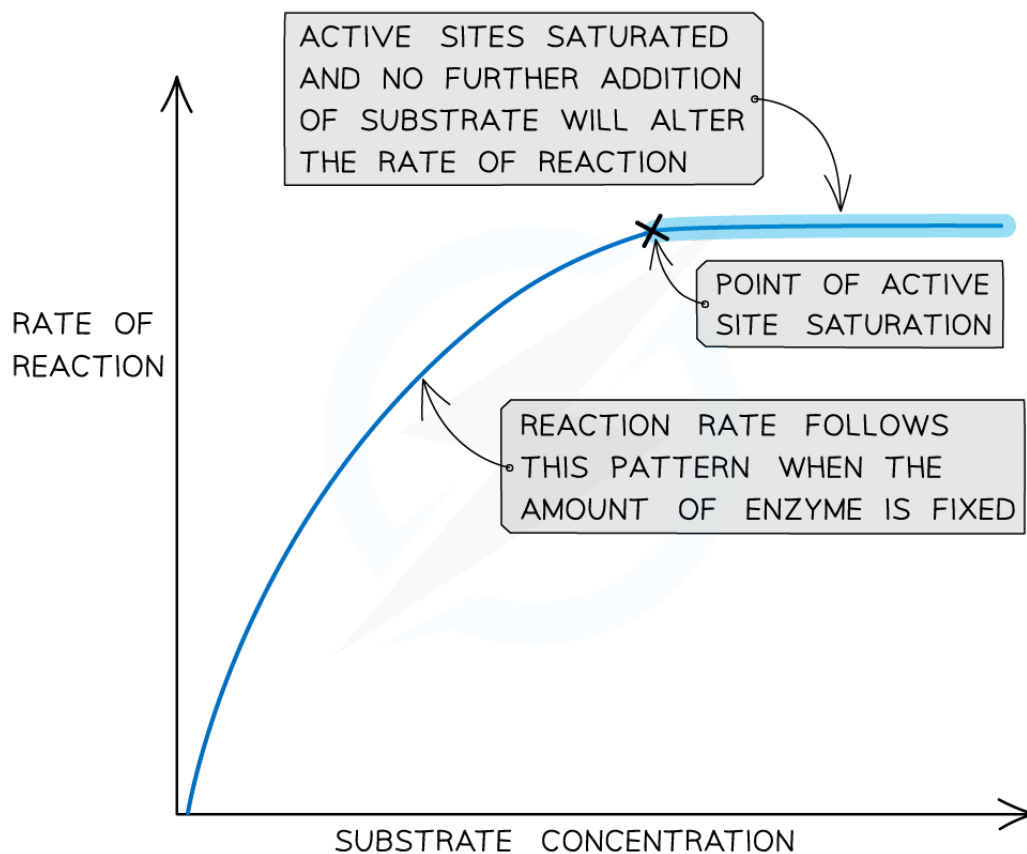 ACTIVE SITES SATURATED
AND NO FURTHER ADDITION
OF SUBSTRATE WILL ALTER
THE RATE OF REACTION
POINT OF ACTIVE
SITE SATURATION
RATE OF
REACTION
REACTION RATE FOLLOWS
THIS PATTERN WHEN THE
AMOUNT OF ENZYME IS FIXED
SUBSTRATE CONCENTRATION